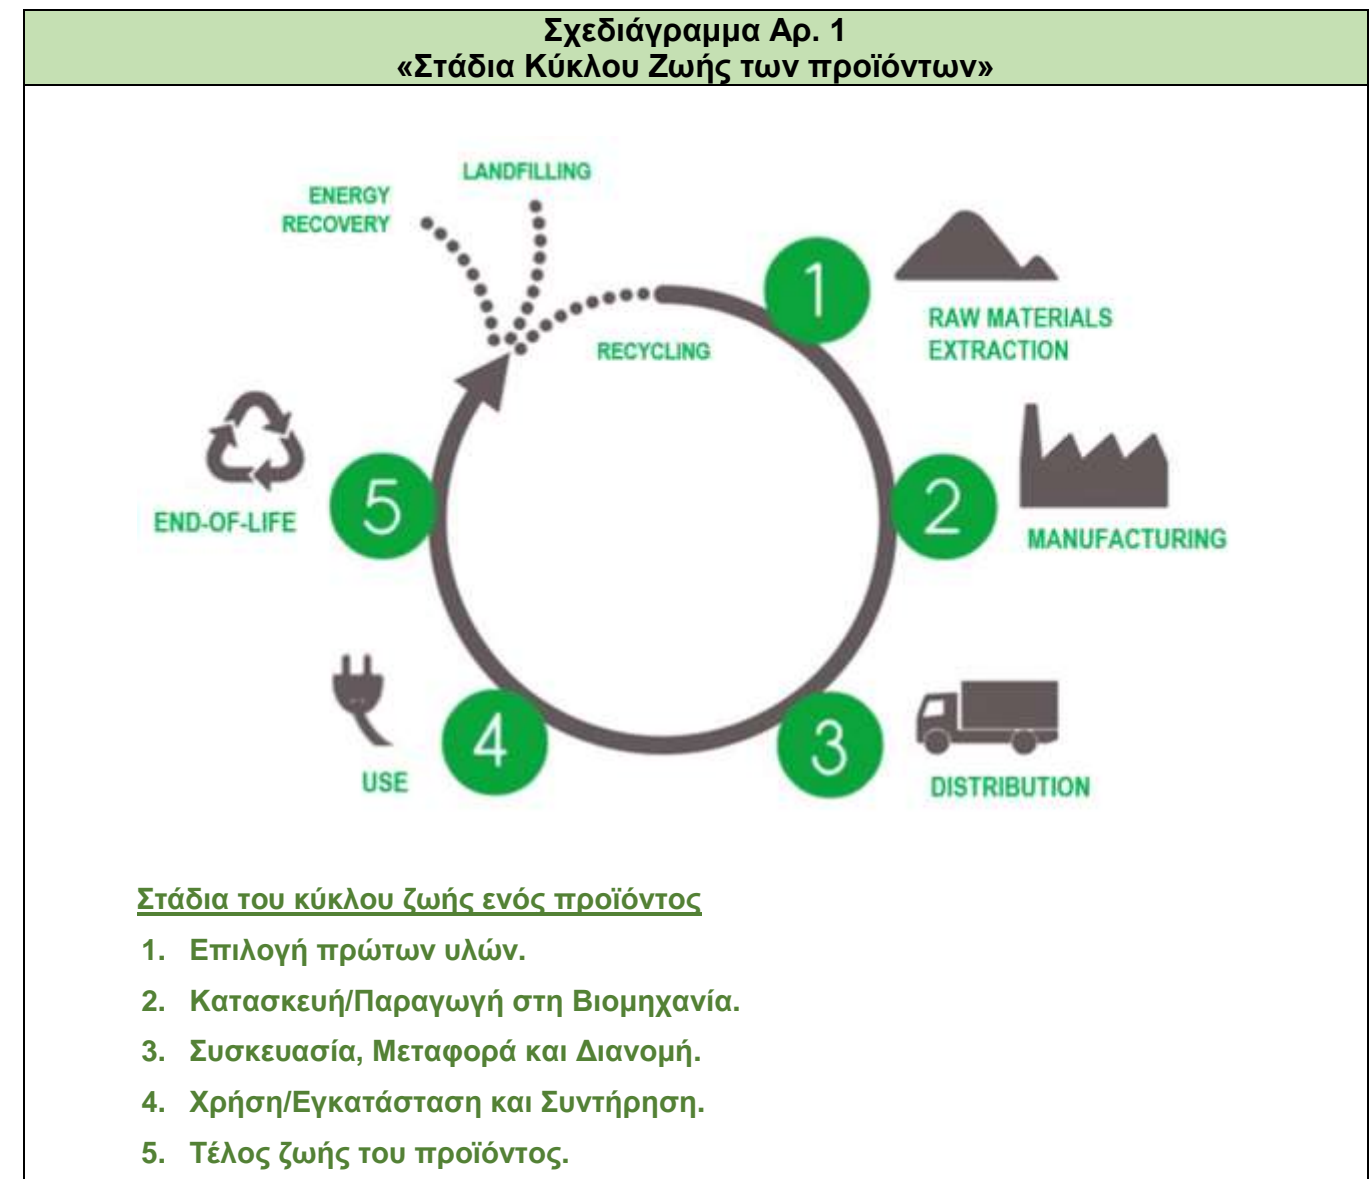 Σχεδιάγραμμα Αρ. 1
«Στάδια Κύκλου Ζωής των προϊόντων»
LANDFILLING
ENERGY
RECOVERY
1
RAW MATERIALS
EXTRACTION
RECYCLING
2
MANUFACTURING
5
END-OF-LIFE
4
USE
3
DISTRIBUTION
Στάδια του κύκλου ζωής ενός προϊόντος
1. Επιλογή πρώτων υλών.
2. Κατασκευή/Παραγωγή στη Βιομηχανία.
3. Συσκευασία, Μεταφορά και Διανομή.
4. Χρήση/Εγκατάσταση και Συντήρηση.
5. Τέλος ζωής του προϊόντος.